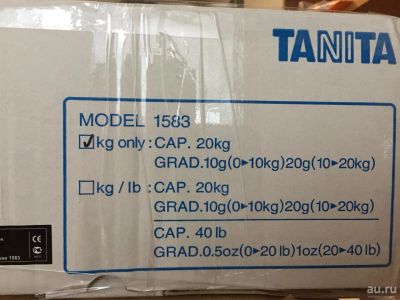 TANITA
MODEL 1583
☑kg only:CAP. 20kg
GRAD.10g(0▸10kg)20g(10▸20kg)
☐kg/lb:CAP. 20kg
GRAD.10g(0▸10kg)20g(10▸20kg)
CAP. 40 lb
GRAD.0.5oz(0▸20 lb)1oz(20▸40 lb)
CE
1583
au.ru